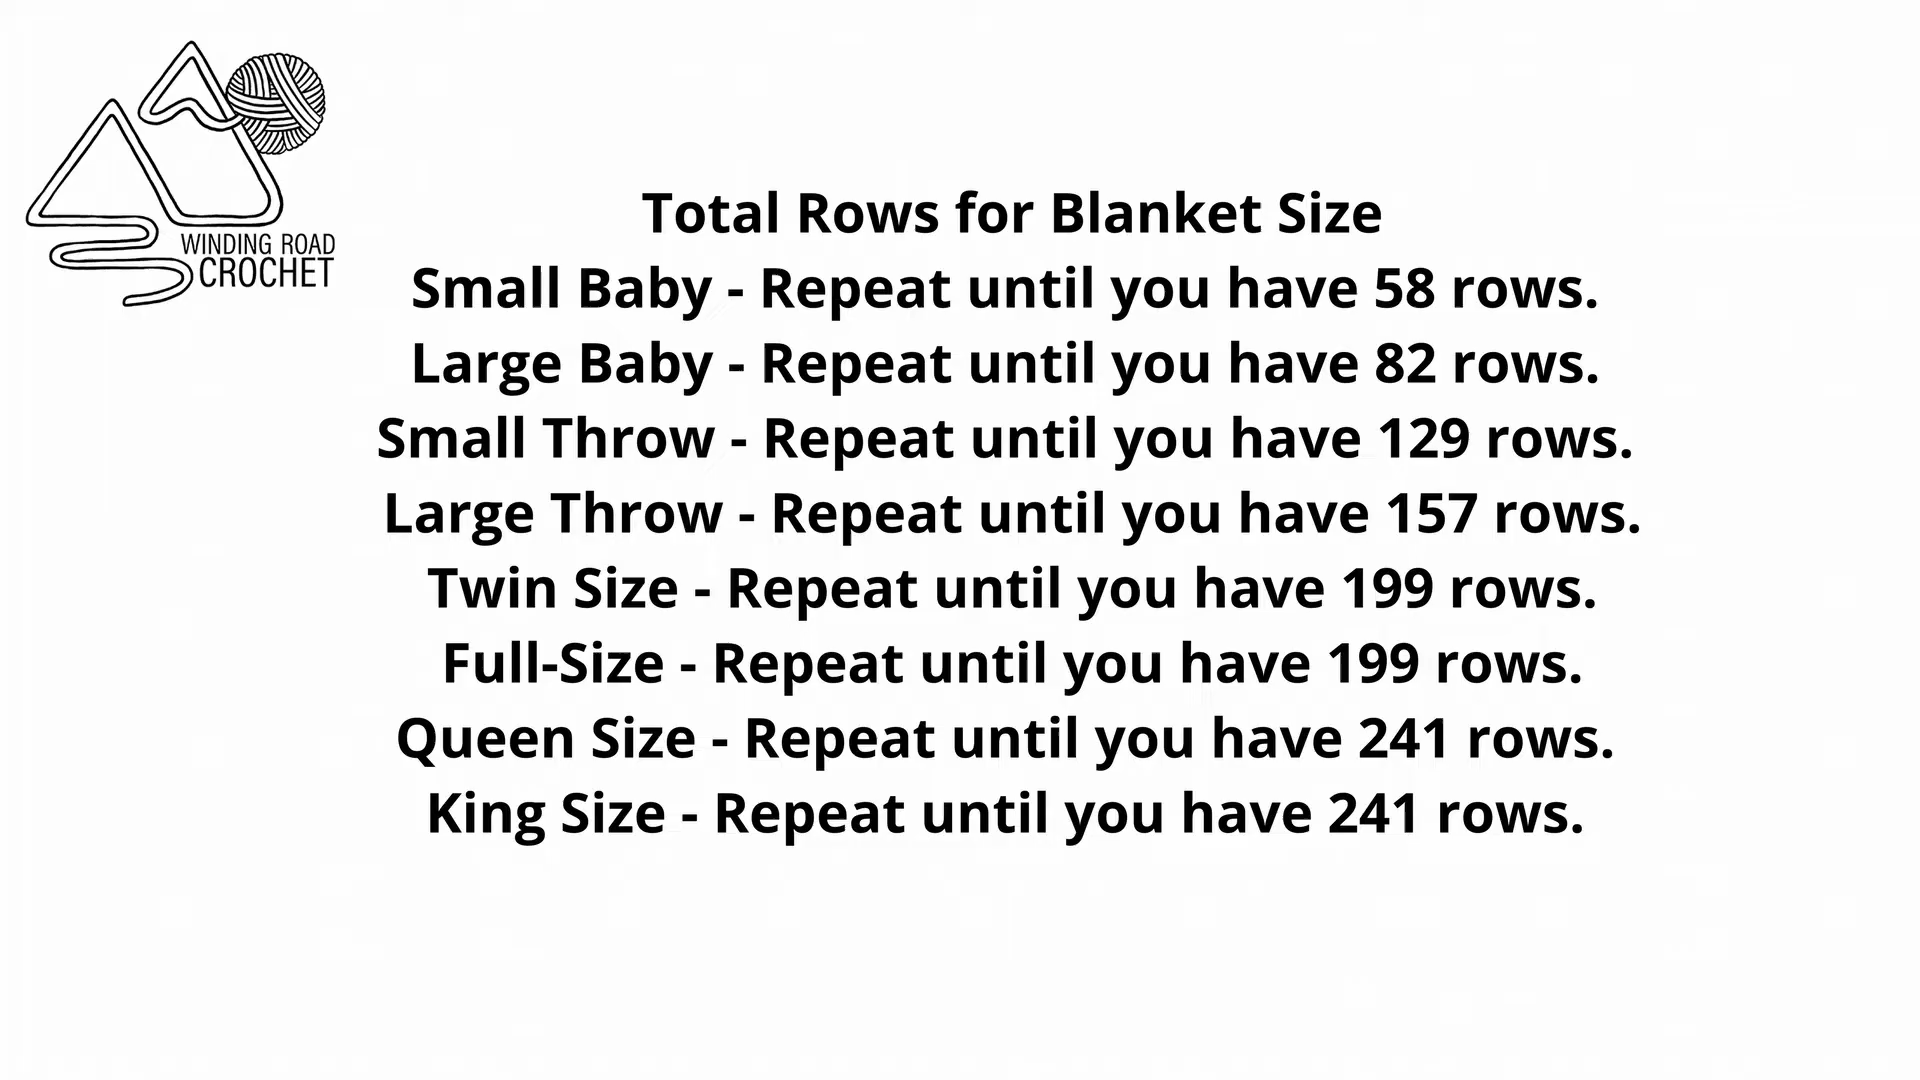 WINDING ROAD
CROCHET
Total Rows for Blanket Size
Small Baby - Repeat until you have 58 rows.
Large Baby - Repeat until you have 82 rows.
Small Throw - Repeat until you have 129 rows.
Large Throw - Repeat until you have 157 rows.
Twin Size - Repeat until you have 199 rows.
Full-Size - Repeat until you have 199 rows.
Queen Size - Repeat until you have 241 rows.
King Size - Repeat until you have 241 rows.